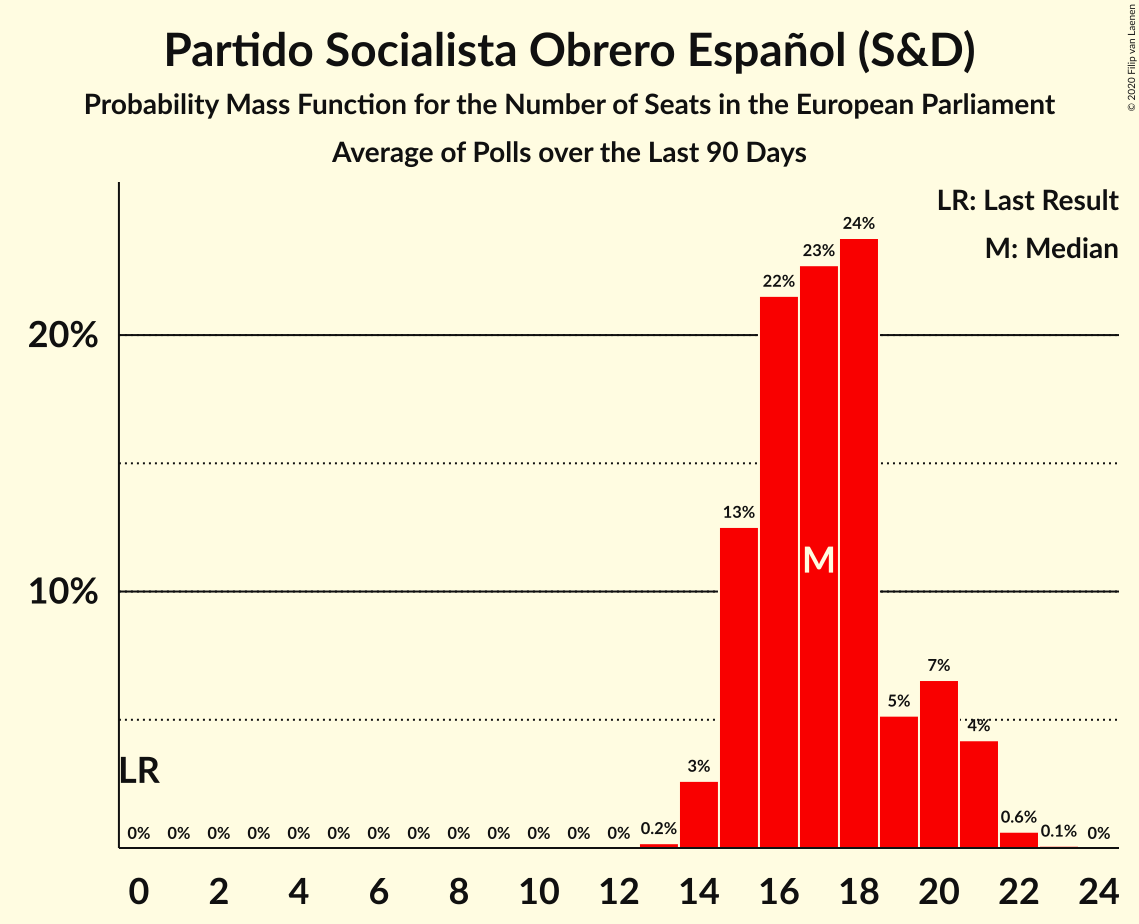 Partido Socialista Obrero Español (S&D)
Probability Mass Function for the Number of Seats in the European Parliament
Average of Polls over the Last 90 Days
© 2020 Filip van Laenen
LR: Last Result
M: Median
24%
23%
22%
20%
13%
M
10%
7%
5%
4%
3%
LR
0% 0% 0% 0% 0% 0% 0% 0% 0% 0% 0% 0% 0% 0.2% 0.6% 0.1% 0%
0 2 4 6 8 10 12 14 16 18 20 22 24